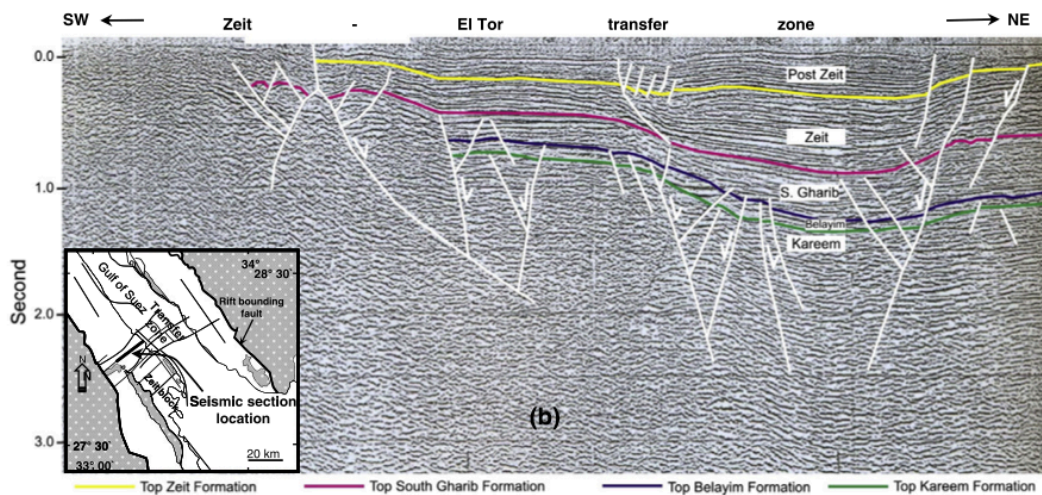 SW Zeit - El Tor transfer zone NE
0.0
Post Zeit
Zeit
1.0
S. Gharib
Belayim
Kareem
Second
2.0
3.0
34°
28° 30`
Gulf of Suez
Transfer
zone
Rift bounding
fault
N
N
Zeit block
Seismic section
location
27° 30`
33° 00`
20 km
(b)
Top Zeit Formation Top South Gharib Formation Top Belayim Formation Top Kareem Formation